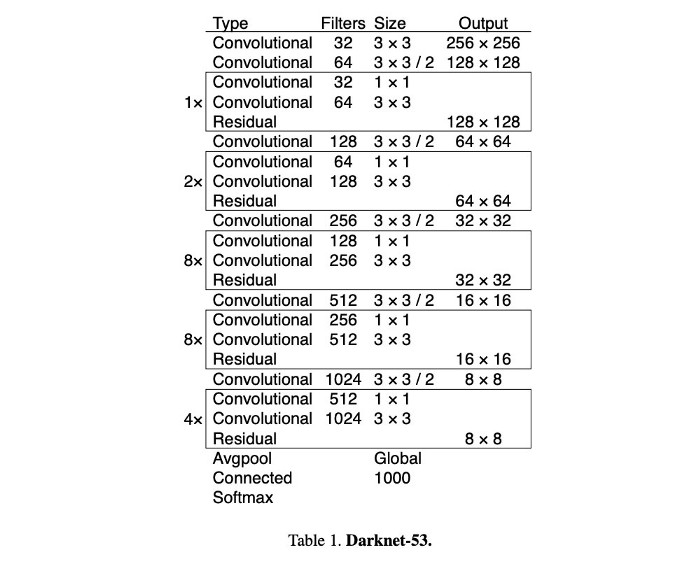 Type Filters Size Output
Convolutional 32 3 × 3 256 × 256
Convolutional 64 3 × 3 / 2 128 × 128
Convolutional 32 1 × 1
1× Convolutional 64 3 × 3
Residual 128 × 128
Convolutional 128 3 × 3 / 2 64 × 64
Convolutional 64 1 × 1
2× Convolutional 128 3 × 3
Residual 64 × 64
Convolutional 256 3 × 3 / 2 32 × 32
Convolutional 128 1 × 1
8× Convolutional 256 3 × 3
Residual 32 × 32
Convolutional 512 3 × 3 / 2 16 × 16
Convolutional 256 1 × 1
8× Convolutional 512 3 × 3
Residual 16 × 16
Convolutional 1024 3 × 3 / 2 8 × 8
Convolutional 512 1 × 1
4× Convolutional 1024 3 × 3
Residual 8 × 8
Avgpool Global
Connected 1000
Softmax
Table 1. Darknet-53.